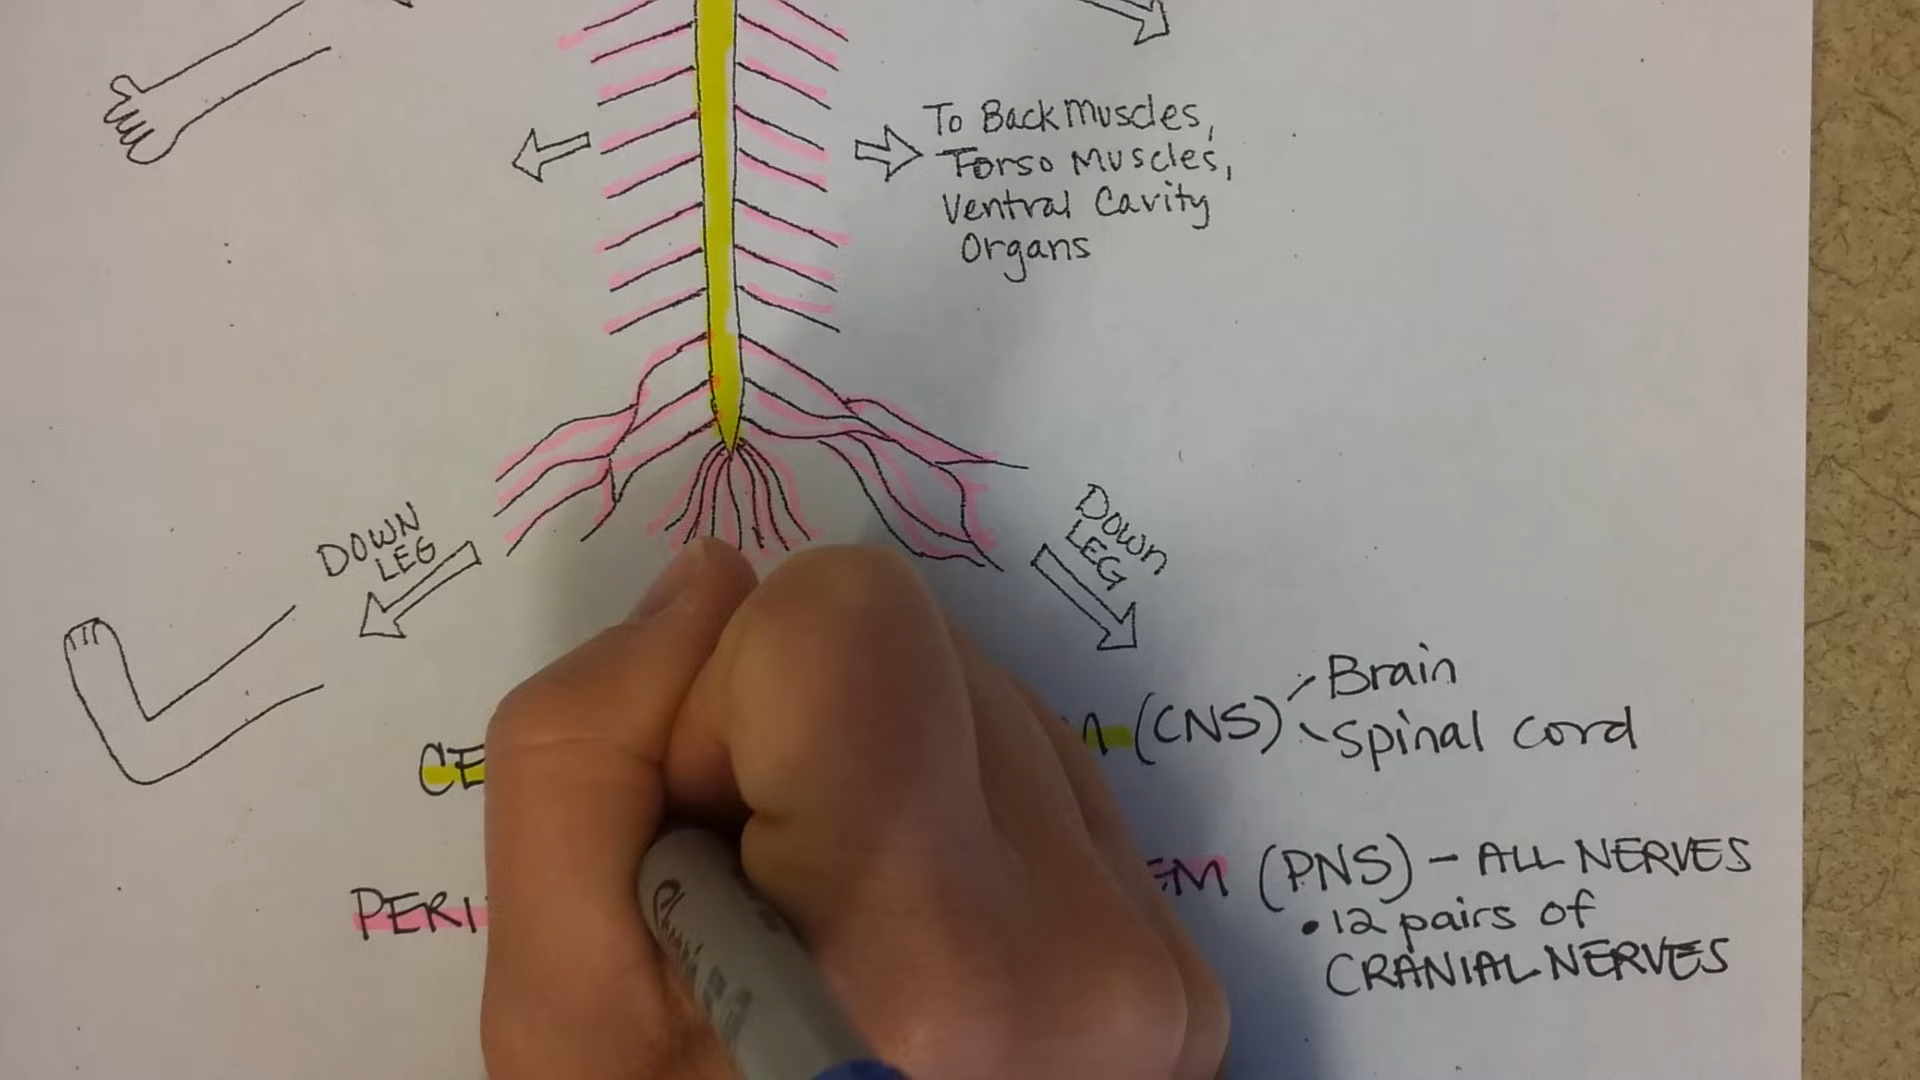 To Back Muscles,
Torso Muscles,
Ventral Cavity
Organs
DOWN
LEG
DOWN
LEG
CE
(CNS)
Brain
Spinal cord
PERI
EM (PNS) - ALL NERVES
• 12 pairs of
CRANIAL NERVES